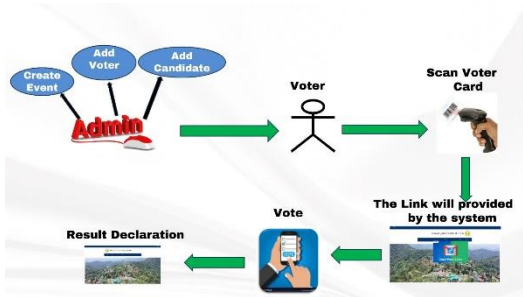 Add
Voter
Add
Candidate
Create
Event
Admin
Voter
Scan Voter
Card
The Link will provided
by the system
Vote
Result Declaration